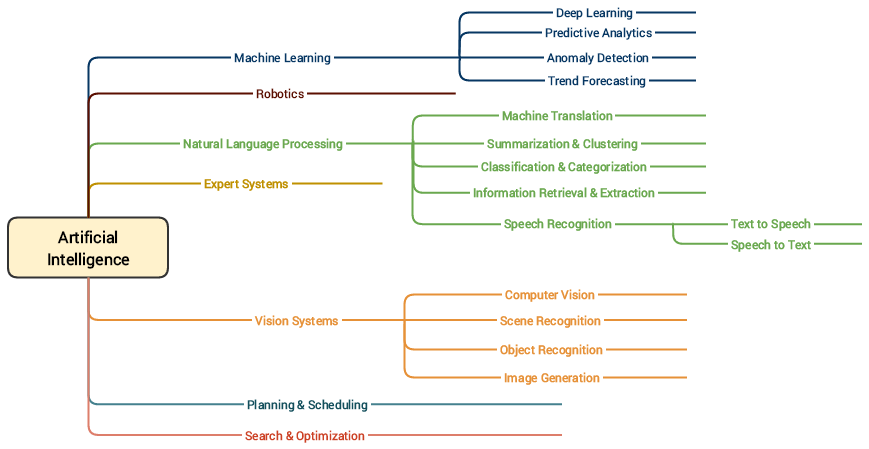 Deep Learning
Predictive Analytics
Machine Learning
Anomaly Detection
Trend Forecasting
Robotics
Machine Translation
Natural Language Processing
Summarization & Clustering
Classification & Categorization
Expert Systems
Information Retrieval & Extraction
Speech Recognition
Text to Speech
Speech to Text
Artificial
Intelligence
Computer Vision
Vision Systems
Scene Recognition
Object Recognition
Image Generation
Planning & Scheduling
Search & Optimization